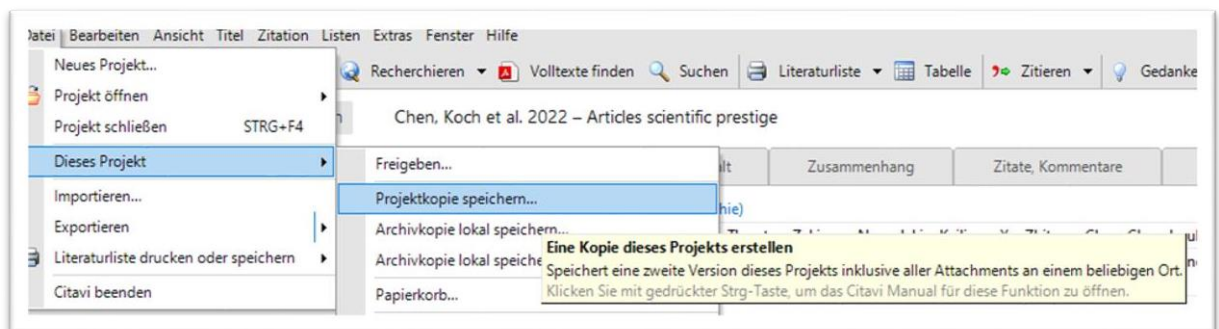 Datei Bearbeiten Ansicht Titel Zitation Listen Extras Fenster Hilfe
Neues Projekt...
Recherchieren Volltexte finden Suchen Literaturliste Tabelle Zitieren Gedanke
Projekt öffnen
Projekt schließen STRG+F4
Chen, Koch et al. 2022 – Articles scientific prestige
Dieses Projekt
Freigeben...
Zusammenhang
Zitate, Kommentare
Importieren...
Projektkopie speichern...
Exportieren
Archivkopie lokal speichern...
Eine Kopie dieses Projekts erstellen
Literaturliste drucken oder speichern
Archivkopie lokal speiche
Speichert eine zweite Version dieses Projekts inklusive aller Attachments an einem beliebigen Ort.
Citavi beenden
Papierkorb...
Klicken Sie mit gedrückter Strg-Taste, um das Citavi Manual für diese Funktion zu öffnen.